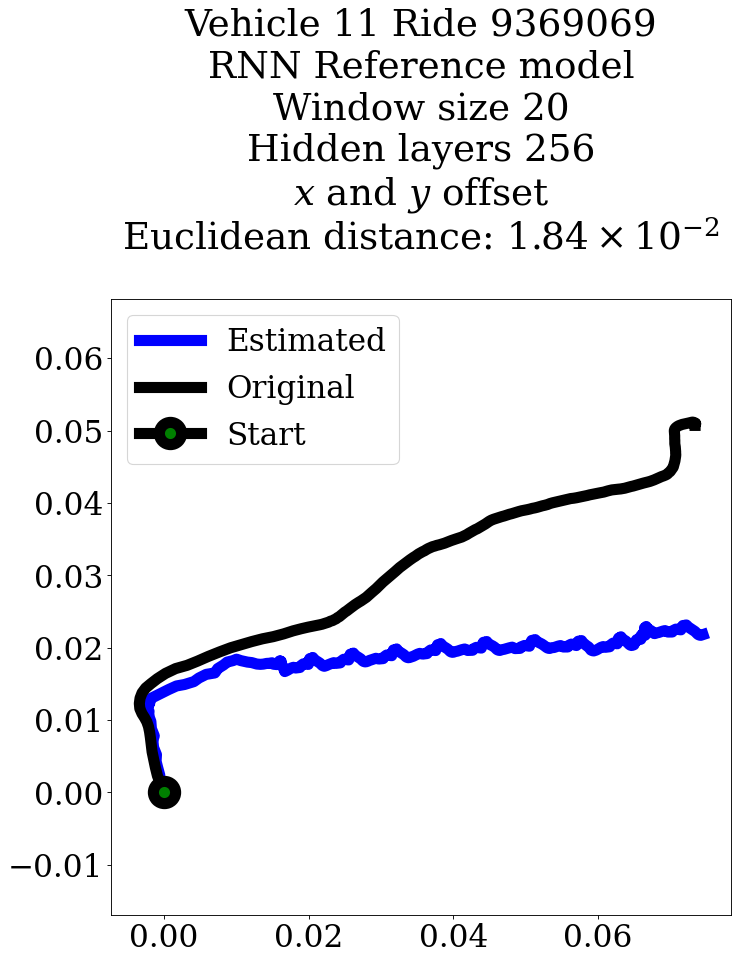 Vehicle 11 Ride 9369069
RNN Reference model
Window size 20
Hidden layers 256
x and y offset
Euclidean distance: 1.84 × 10⁻²
Estimated
Original
Start
0.06
0.05
0.04
0.03
0.02
0.01
0.00
−0.01
0.00 0.02 0.04 0.06